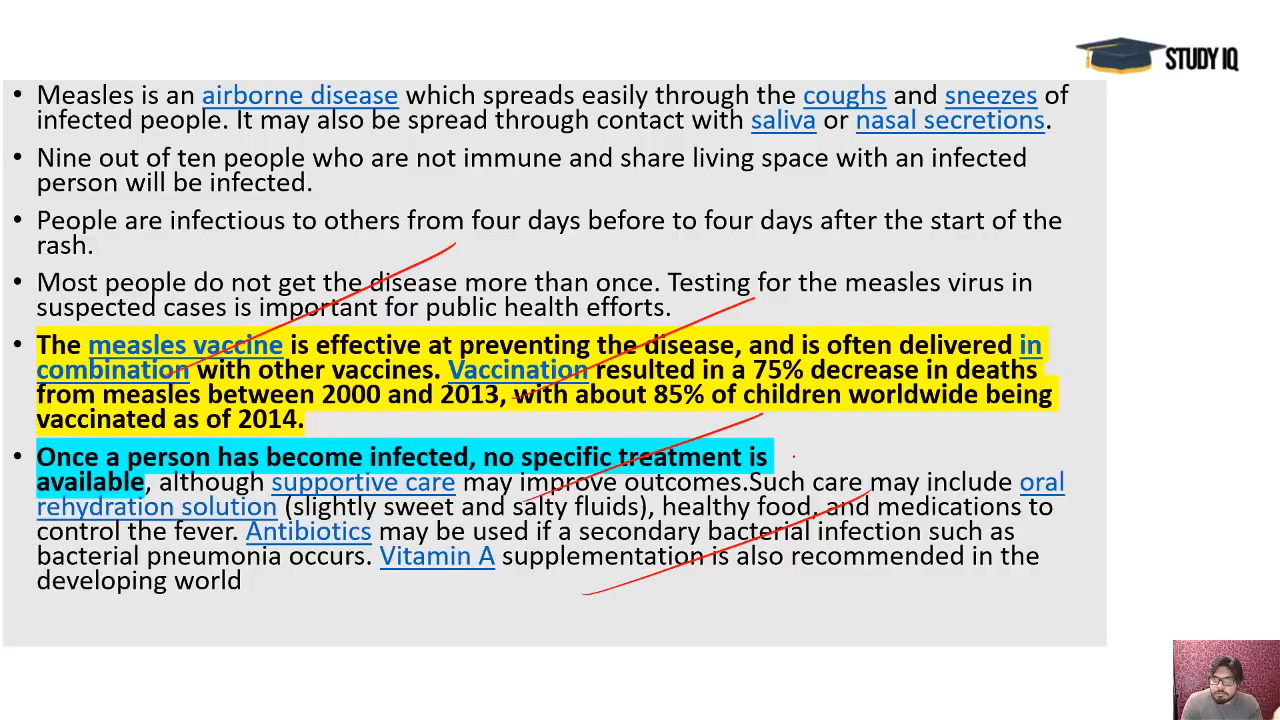 STUDY IQ
• Measles is an airborne disease which spreads easily through the coughs and sneezes of
infected people. It may also be spread through contact with saliva or nasal secretions.
• Nine out of ten people who are not immune and share living space with an infected
person will be infected.
• People are infectious to others from four days before to four days after the start of the
rash.
• Most people do not get the disease more than once. Testing for the measles virus in
suspected cases is important for public health efforts.
• The measles vaccine is effective at preventing the disease, and is often delivered in
combination with other vaccines. Vaccination resulted in a 75% decrease in deaths
from measles between 2000 and 2013, with about 85% of children worldwide being
vaccinated as of 2014.
• Once a person has become infected, no specific treatment is
available, although supportive care may improve outcomes.Such care may include oral
rehydration solution (slightly sweet and salty fluids), healthy food, and medications to
control the fever. Antibiotics may be used if a secondary bacterial infection such as
bacterial pneumonia occurs. Vitamin A supplementation is also recommended in the
developing world